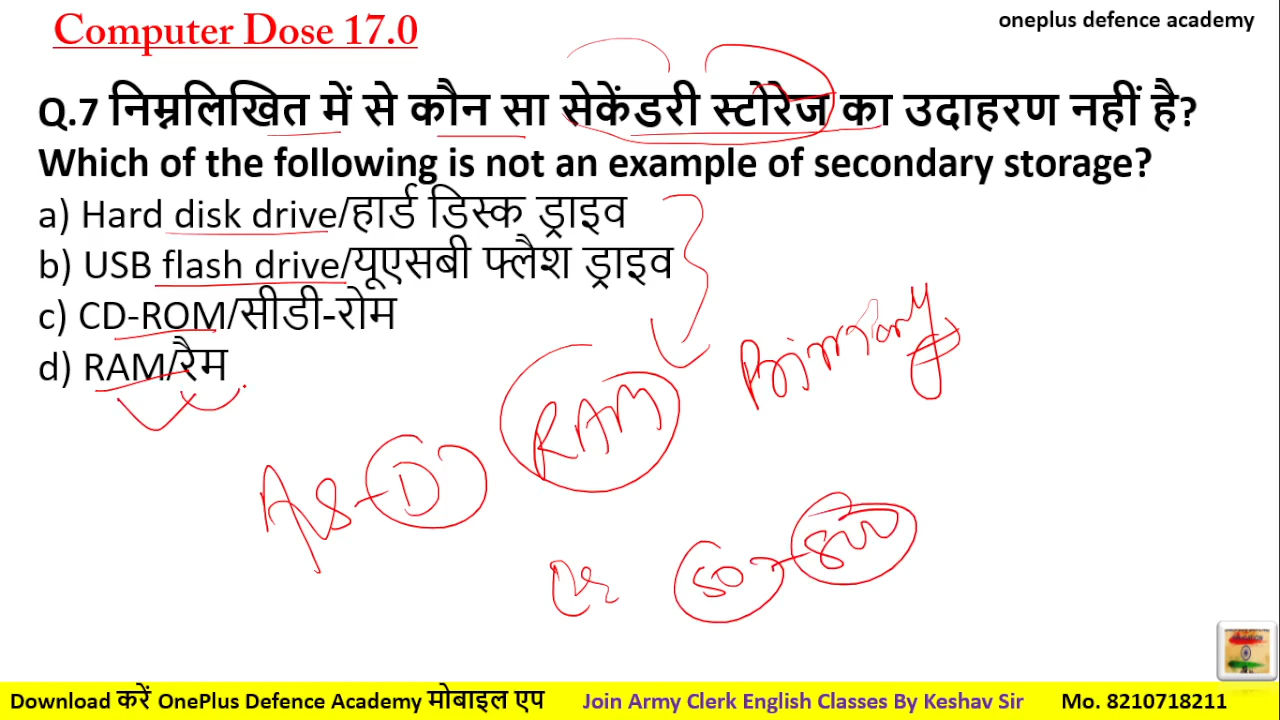 oneplus defence academy
Computer Dose 17.0
Q.7 निम्नलिखित में से कौन सा सेकेंडरी स्टोरेज का उदाहरण नहीं है?
Which of the following is not an example of secondary storage?
a) Hard disk drive/हार्ड डिस्क ड्राइव
b) USB flash drive/यूएसबी फ्लैश ड्राइव
c) CD-ROM/सीडी-रोम
d) RAM/रैम
Primary
RAM
Ans-D
50-500
Download करें OnePlus Defence Academy मोबाइल एप Join Army Clerk English Classes By Keshav Sir Mo. 8210718211